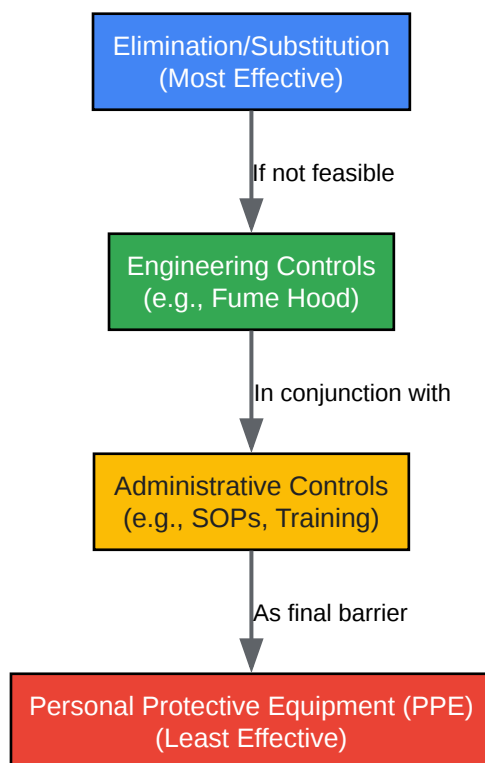 Elimination/Substitution
(Most Effective)
If not feasible
Engineering Controls
(e.g., Fume Hood)
In conjunction with
Administrative Controls
(e.g., SOPs, Training)
As final barrier
Personal Protective Equipment (PPE)
(Least Effective)